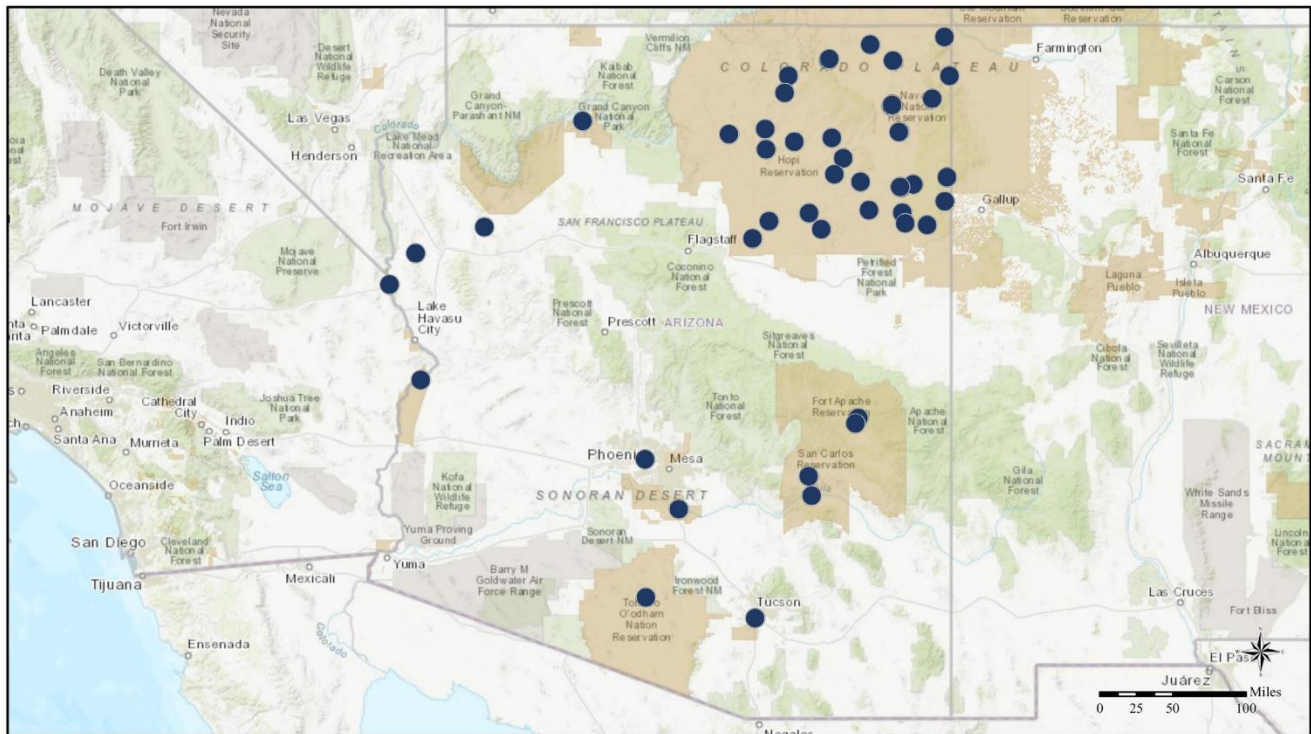 Nevada
National
Security
Site
Desert
National
Wildlife
Refuge
Death Valley
National
Park
Grand
Canyon-
Parashant NM
Vermilion
Cliffs NM
Kaibab
National
Forest
Grand Canyon
National
Park
COLORADO PLATEAU
Reservation
Reservation
Farmington
Carson
National
Forest
Las Vegas
Henderson
Colorado
Lake Mead
National
Recreation Area
Nation
Reservation
Santa Fe
National
Forest
Santa Fe
Hopi
Reservation
MOJAVE DESERT
Fort Irwin
Mojave
National
Preserve
SAN FRANCISCO PLATEAU
Flagstaff
Coconino
National
Forest
Gallup
Petrified
Forest
National
Park
Albuquerque
Laguna
Pueblo
Isleta
Pueblo
NEW MEXICO
Lancaster
Palmdale
Victorville
Lake
Havasu
City
Prescott
National
Forest
Prescott
ARIZONA
Sitgreaves
National
Forest
Cibola
National
Forest
Sevilleta
National
Wildlife
Refuge
Angeles
National
Forest
San Bernardino
National Forest
Riverside
Anaheim
Santa Ana
Cathedral
City
Indio
Palm Desert
Murrieta
Joshua Tree
National
Park
Tonto
National
Forest
Fort Apache
Apache
National
Forest
Phoeni
Mesa
San Carlos
Reservation
Gila
National
Forest
Oceanside
Salton
Sea
Kofa
National
Wildlife
Refuge
SONORAN DESERT
White Sands
Missile
Range
San Diego
Cleveland
National
Forest
Yuma Proving
Ground
Sonoran
Desert NM
Lincoln
National
Forest
Tijuana
Mexicali
Yuma
Barry M
Goldwater Air
Force Range
Ironwood
Forest NM
O'odham
Nation
Reservation
Tucson
Las Cruces
Fort Bliss
Ensenada
Colorado
El Paso
Juárez
Miles
0 25 50 100